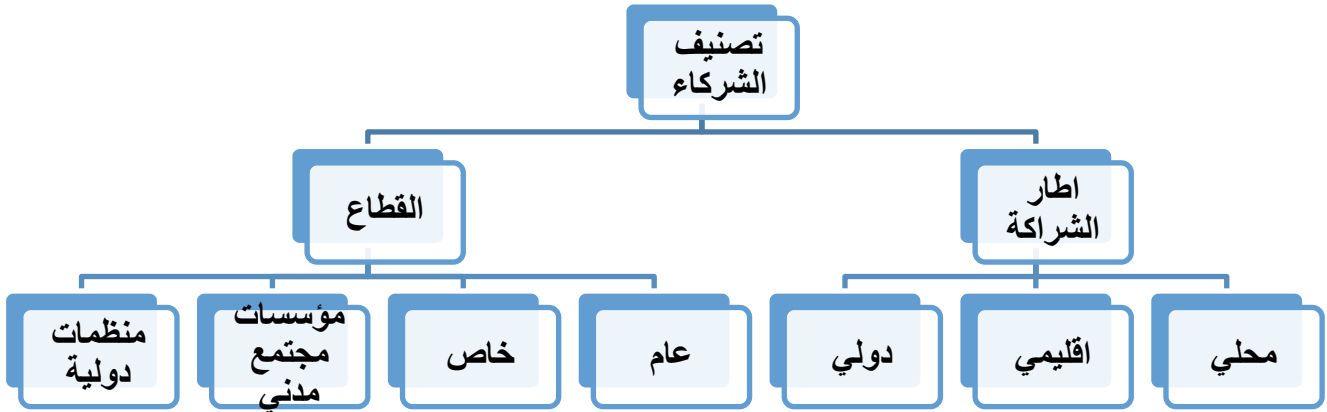 تصنيف
الشركاء
اطار
الشراكة
القطاع
محلي
اقليمي
دولي
عام
خاص
مؤسسات
مجتمع
مدني
منظمات
دولية